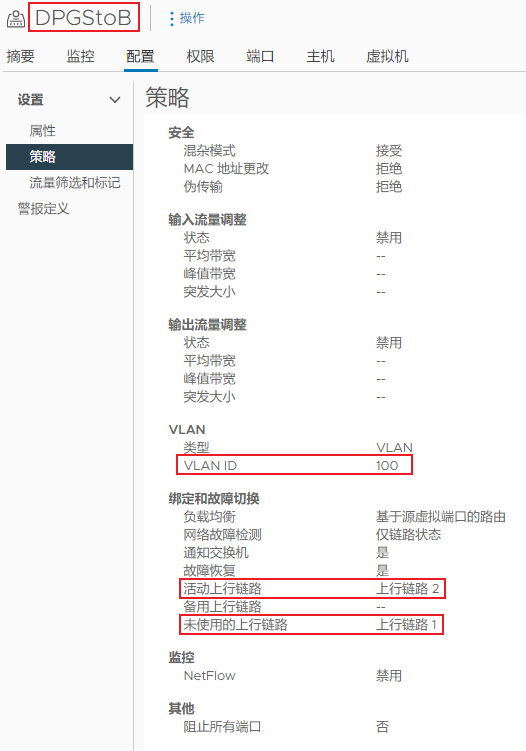 DPGStoB 操作
摘要 监控 配置 权限 端口 主机 虚拟机
设置
属性
策略
流量筛选和标记
警报定义
策略
安全
混杂模式 接受
MAC 地址更改 拒绝
伪传输 拒绝
输入流量调整
状态 禁用
平均带宽 --
峰值带宽 --
突发大小 --
输出流量调整
状态 禁用
平均带宽 --
峰值带宽 --
突发大小 --
VLAN
类型 VLAN
VLAN ID 100
绑定和故障切换
负载均衡 基于源虚拟端口的路由
网络故障检测 仅链路状态
通知交换机 是
故障恢复 是
活动上行链路 上行链路 2
备用上行链路 --
未使用的上行链路 上行链路 1
监控
NetFlow 禁用
其他
阻止所有端口 否